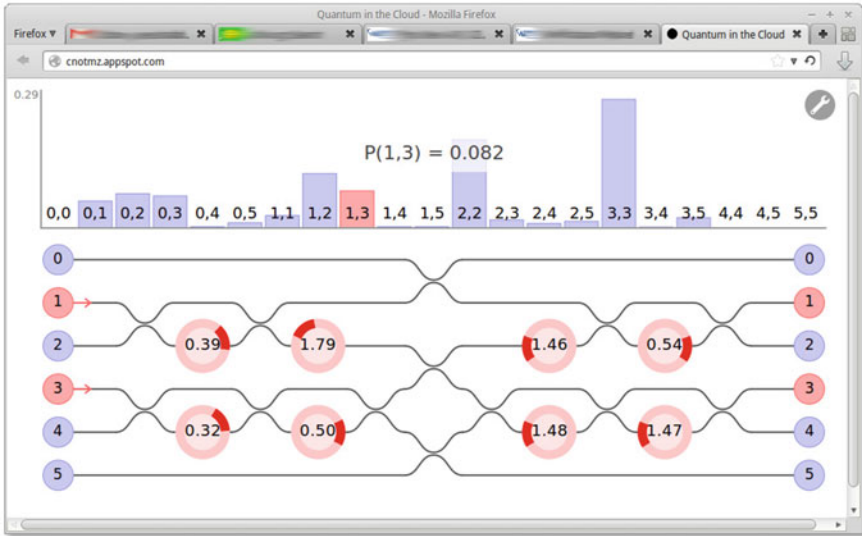 Quantum in the Cloud - Mozilla Firefox
Firefox Quantum in the Cloud
cnotmz.appspot.com
0.29
P(1,3) = 0.082
0,0 0,1 0,2 0,3 0,4 0,5 1,1 1,2 1,3 1,4 1,5 2,2 2,3 2,4 2,5 3,3 3,4 3,5 4,4 4,5 5,5
0 0
1 1
2 0.39 1.79 1.46 0.54 2
3 3
4 0.32 0.50 1.48 1.47 4
5 5